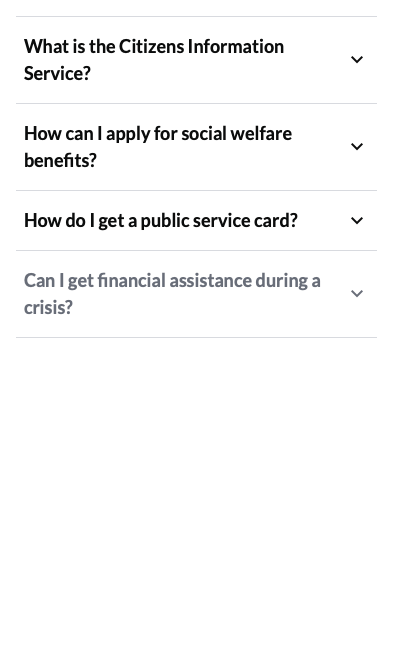 What is the Citizens Information
Service?
How can I apply for social welfare
benefits?
How do I get a public service card?
Can I get financial assistance during a
crisis?